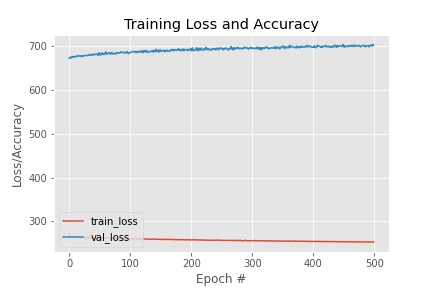 Training Loss and Accuracy
700
600
500
400
300
Loss/Accuracy
train_loss
val_loss
0 100 200 300 400 500
Epoch #